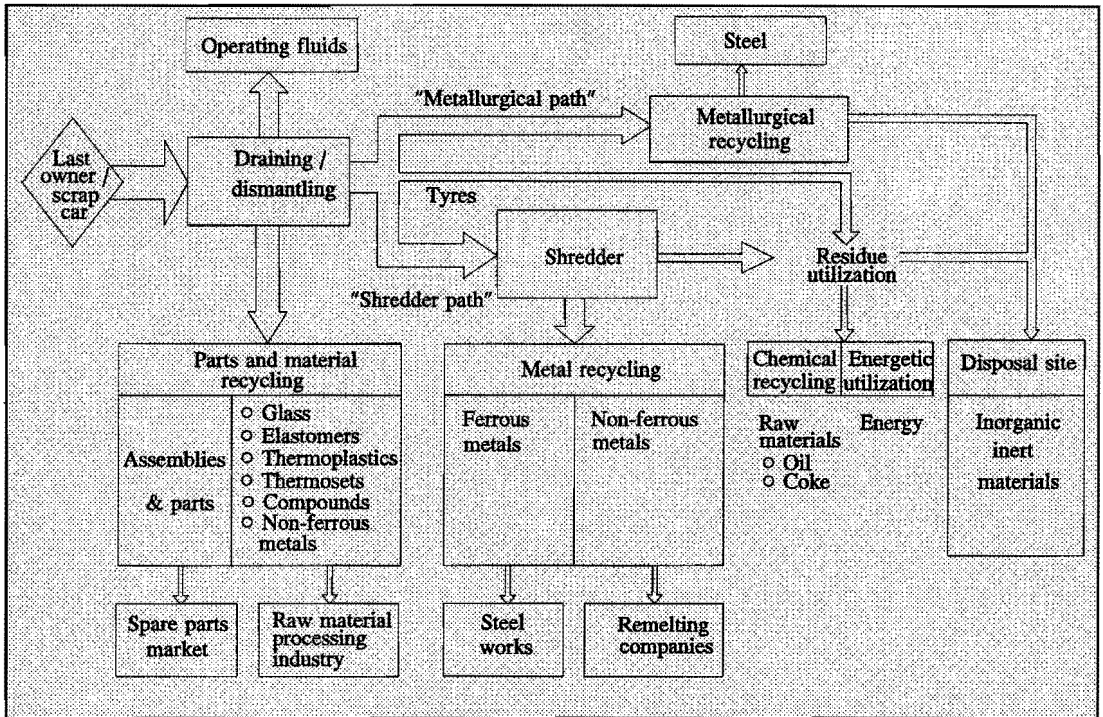 Operating fluids
Steel
"Metallurgical path"
Metallurgical
recycling
Last
owner /
scrap
car
Draining /
dismantling
Tyres
Shredder
Residue
utilization
"Shredder path"
Parts and material
recycling
Assemblies
& parts
Glass
Elastomers
Thermoplastics
Thermosets
Compounds
Non-ferrous
metals
Metal recycling
Ferrous
metals
Non-ferrous
metals
Chemical
recycling
Energetic
utilization
Raw
materials
Oil
Coke
Energy
Disposal site
Inorganic
inert
materials
Spare parts
market
Raw material
processing
industry
Steel
works
Remelting
companies